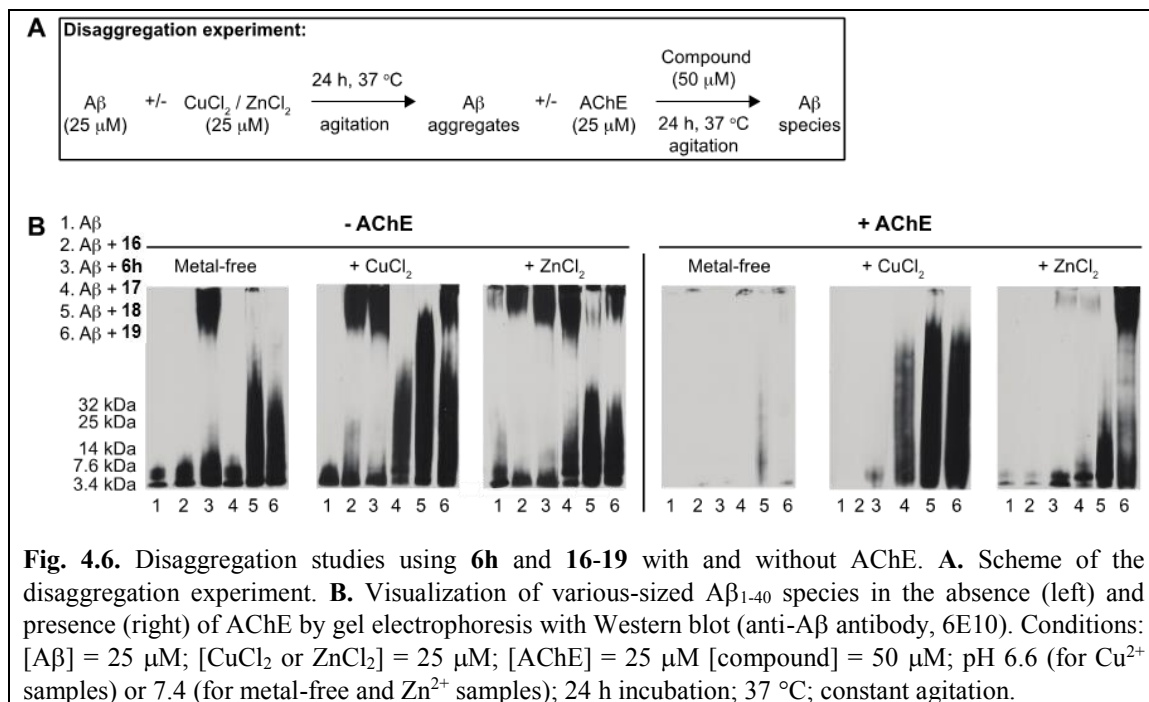 A Disaggregation experiment:
24 h, 37 °C
Compound
(50 μM)
Aβ +/- CuCl2 / ZnCl2 Aβ +/- AChE Aβ
(25 μM) (25 μM) agitation aggregates (25 μM) 24 h, 37 °C species
agitation
B 1. Aβ
2. Aβ + 16
3. Aβ + 6h
4. Aβ + 17
5. Aβ + 18
6. Aβ + 19
- AChE + AChE
Metal-free + CuCl2 + ZnCl2 Metal-free + CuCl2 + ZnCl2
32 kDa
25 kDa
14 kDa
7.6 kDa
3.4 kDa
1 2 3 4 5 6 1 2 3 4 5 6 1 2 3 4 5 6 1 2 3 4 5 6 1 2 3 4 5 6 1 2 3 4 5 6
Fig. 4.6. Disaggregation studies using 6h and 16-19 with and without AChE. A. Scheme of the
disaggregation experiment. B. Visualization of various-sized Aβ1-40 species in the absence (left) and
presence (right) of AChE by gel electrophoresis with Western blot (anti-Aβ antibody, 6E10). Conditions:
[Aβ] = 25 μM; [CuCl2 or ZnCl2] = 25 μM; [AChE] = 25 μM [compound] = 50 μM; pH 6.6 (for Cu2+
samples) or 7.4 (for metal-free and Zn2+ samples); 24 h incubation; 37 °C; constant agitation.